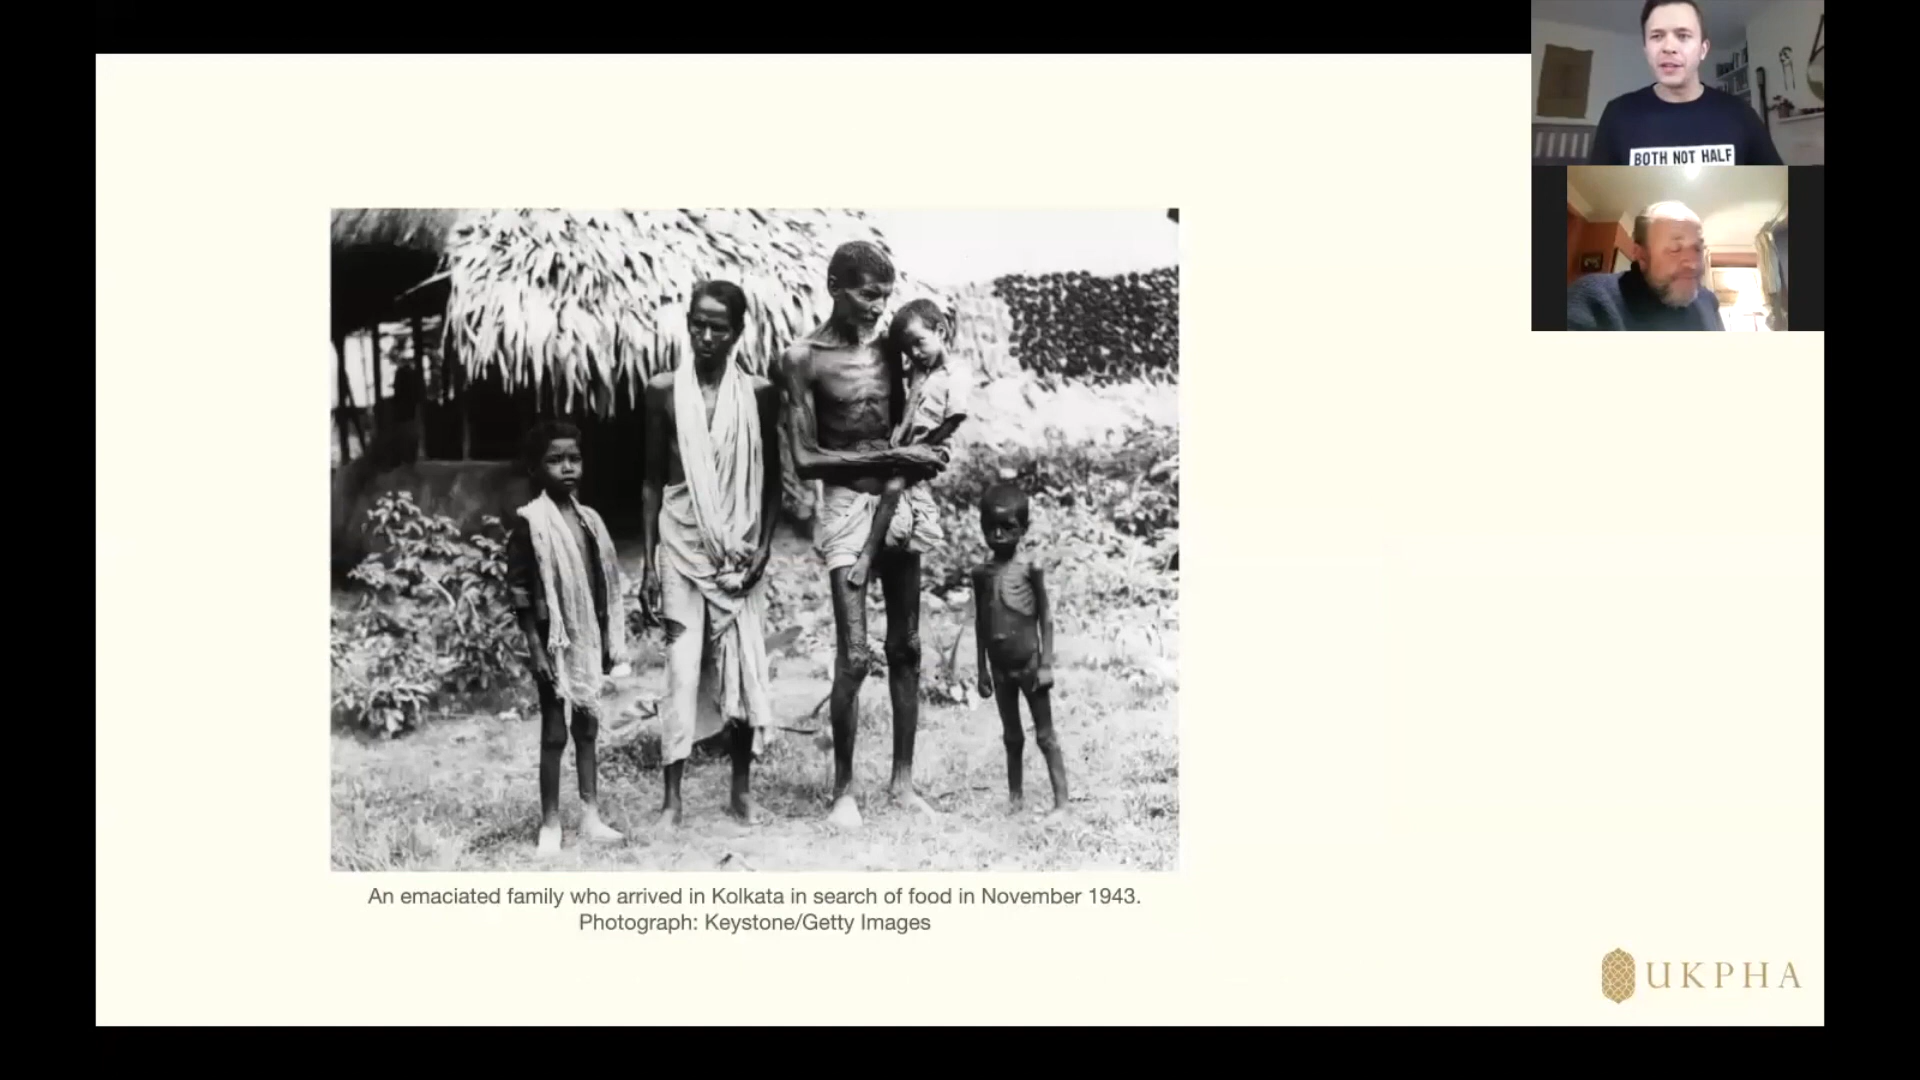 BOTH NOT HALF
An emaciated family who arrived in Kolkata in search of food in November 1943.
Photograph: Keystone/Getty Images
UKPHA